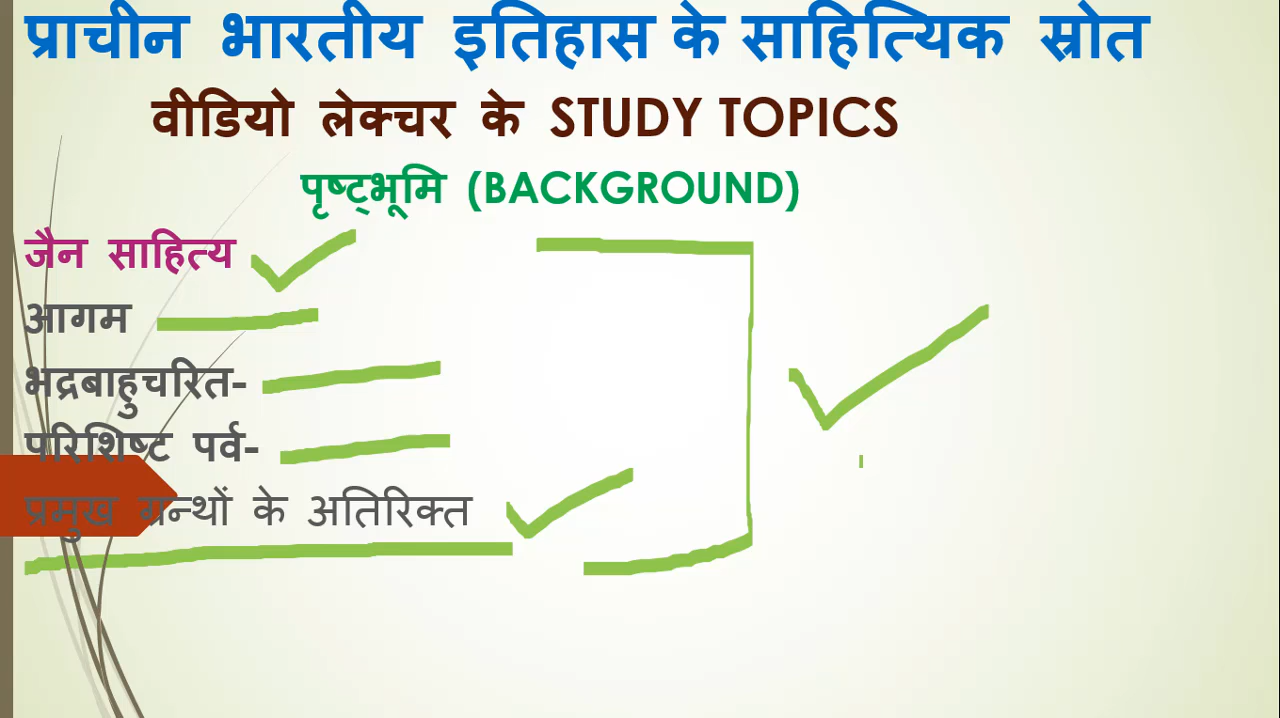 प्राचीन भारतीय इतिहास के साहित्यिक स्रोत
वीडियो लेक्चर के STUDY TOPICS
पृष्ट्भूमि (BACKGROUND)
जैन साहित्य
आगम
भद्रबाहुचरित-
परिशिष्ट पर्व-
प्रमुख ग्रन्थों के अतिरिक्त